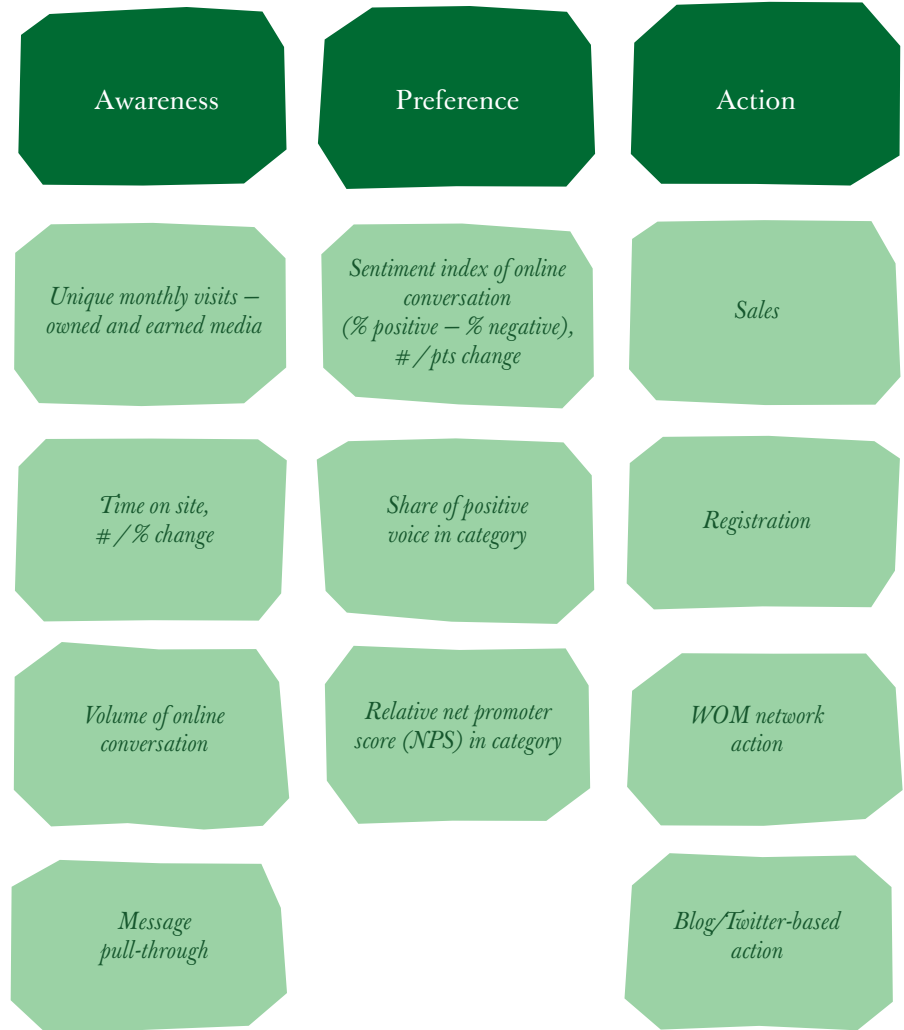 Awareness
Preference
Action
Unique monthly visits –
owned and earned media
Sentiment index of online
conversation
(% positive – % negative),
# / pts change
Sales
Time on site,
# / % change
Share of positive
voice in category
Registration
Volume of online
conversation
Relative net promoter
score (NPS) in category
WOM network
action
Message
pull-through
Blog/Twitter-based
action